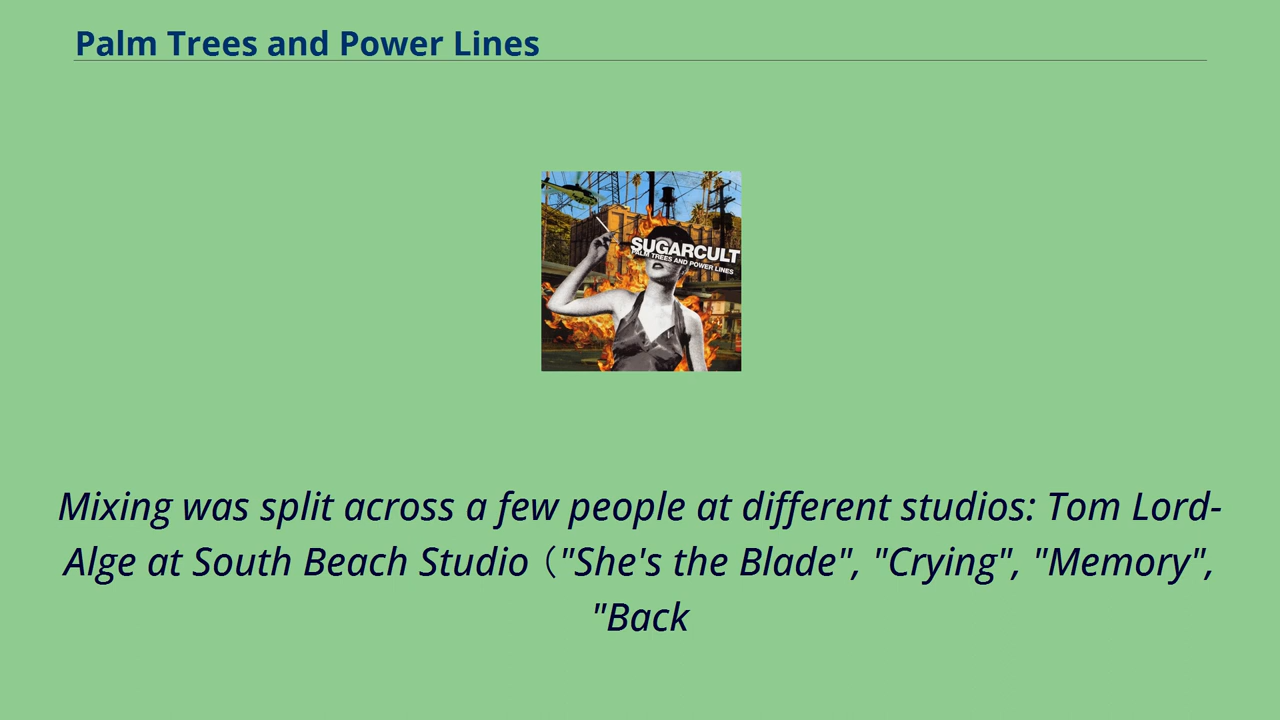 Palm Trees and Power Lines
SUGARCULT
PALM TREES AND POWER LINES
Mixing was split across a few people at different studios: Tom Lord-
Alge at South Beach Studio（"She's the Blade", "Crying", "Memory",
"Back